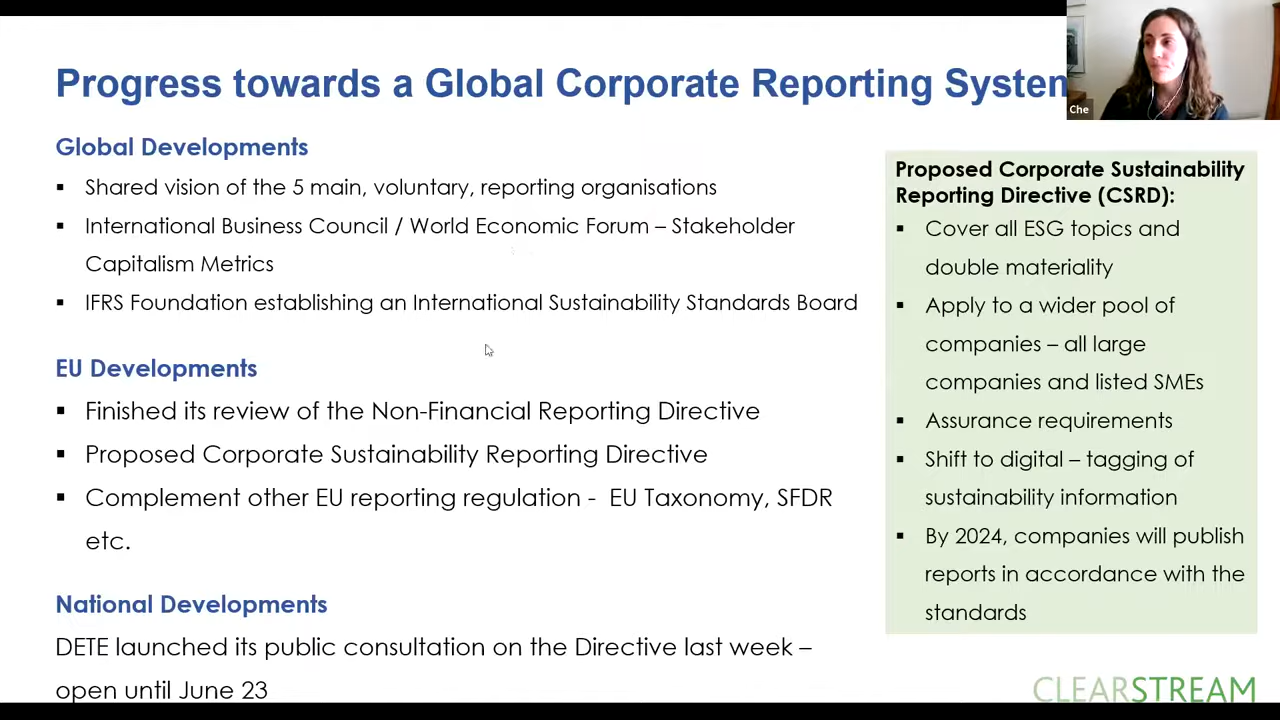 Progress towards a Global Corporate Reporting System
Che
Global Developments
▪ Shared vision of the 5 main, voluntary, reporting organisations
▪ International Business Council / World Economic Forum – Stakeholder
Capitalism Metrics
▪ IFRS Foundation establishing an International Sustainability Standards Board
EU Developments
▪ Finished its review of the Non-Financial Reporting Directive
▪ Proposed Corporate Sustainability Reporting Directive
▪ Complement other EU reporting regulation - EU Taxonomy, SFDR
etc.
National Developments
DETE launched its public consultation on the Directive last week –
open until June 23
Proposed Corporate Sustainability
Reporting Directive (CSRD):
▪ Cover all ESG topics and
double materiality
▪ Apply to a wider pool of
companies – all large
companies and listed SMEs
▪ Assurance requirements
▪ Shift to digital – tagging of
sustainability information
▪ By 2024, companies will publish
reports in accordance with the
standards
CLEARSTREAM